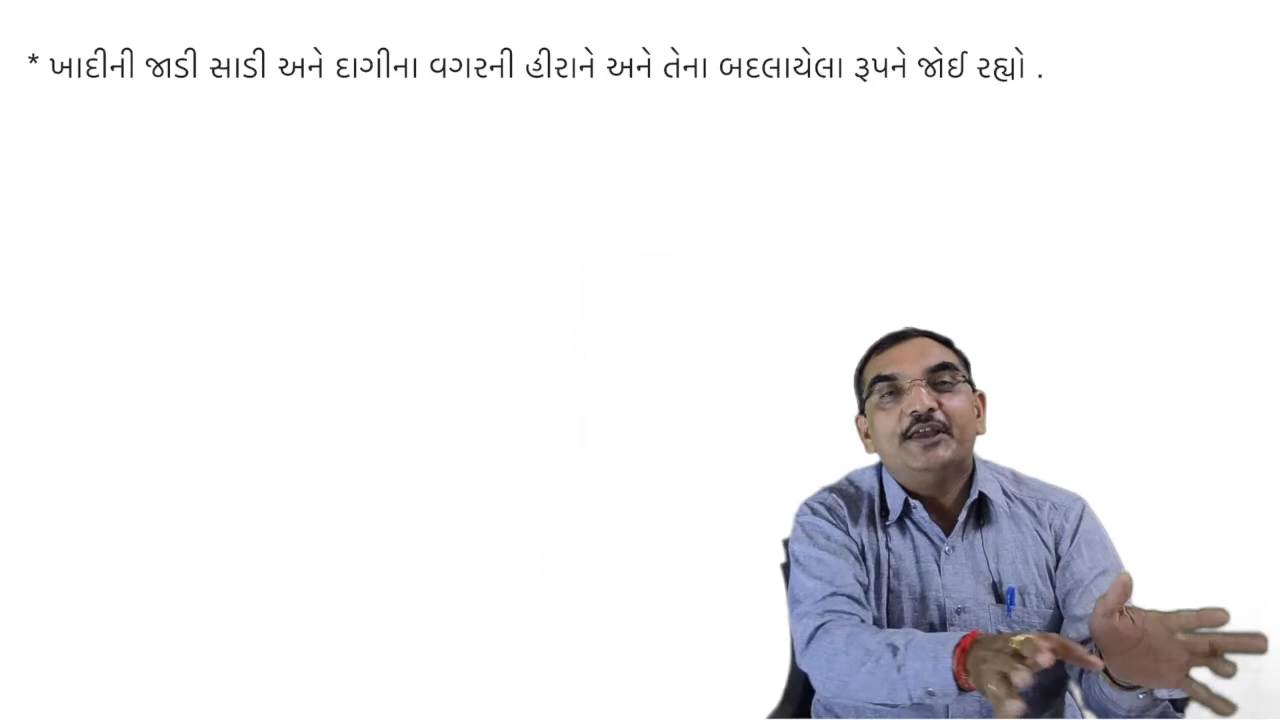 * ખાદીની જાડી સાડી અને દાગીના વગરની હીરાને અને તેના બદલાયેલા રૂપને જોઈ રહ્યો .